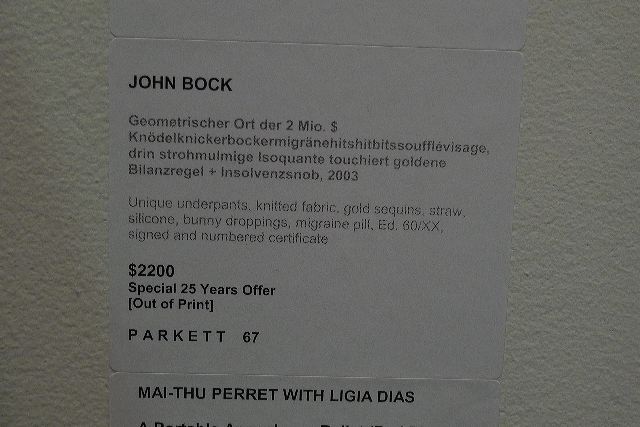 JOHN BOCK
Geometrischer Ort der 2 Mio. $
Knödelknickerbockermigränehitshitbitssoufflévisage,
drin strohmulmige Isoquante touchiert goldene
Bilanzregel + Insolvenzsnob, 2003
Unique underpants, knitted fabric, gold sequins, straw,
silicone, bunny droppings, migraine pill, Ed. 60/XX,
signed and numbered certificate
$2200
Special 25 Years Offer
[Out of Print]
PARKETT 67
MAI-THU PERRET WITH LIGIA DIAS
A Portable